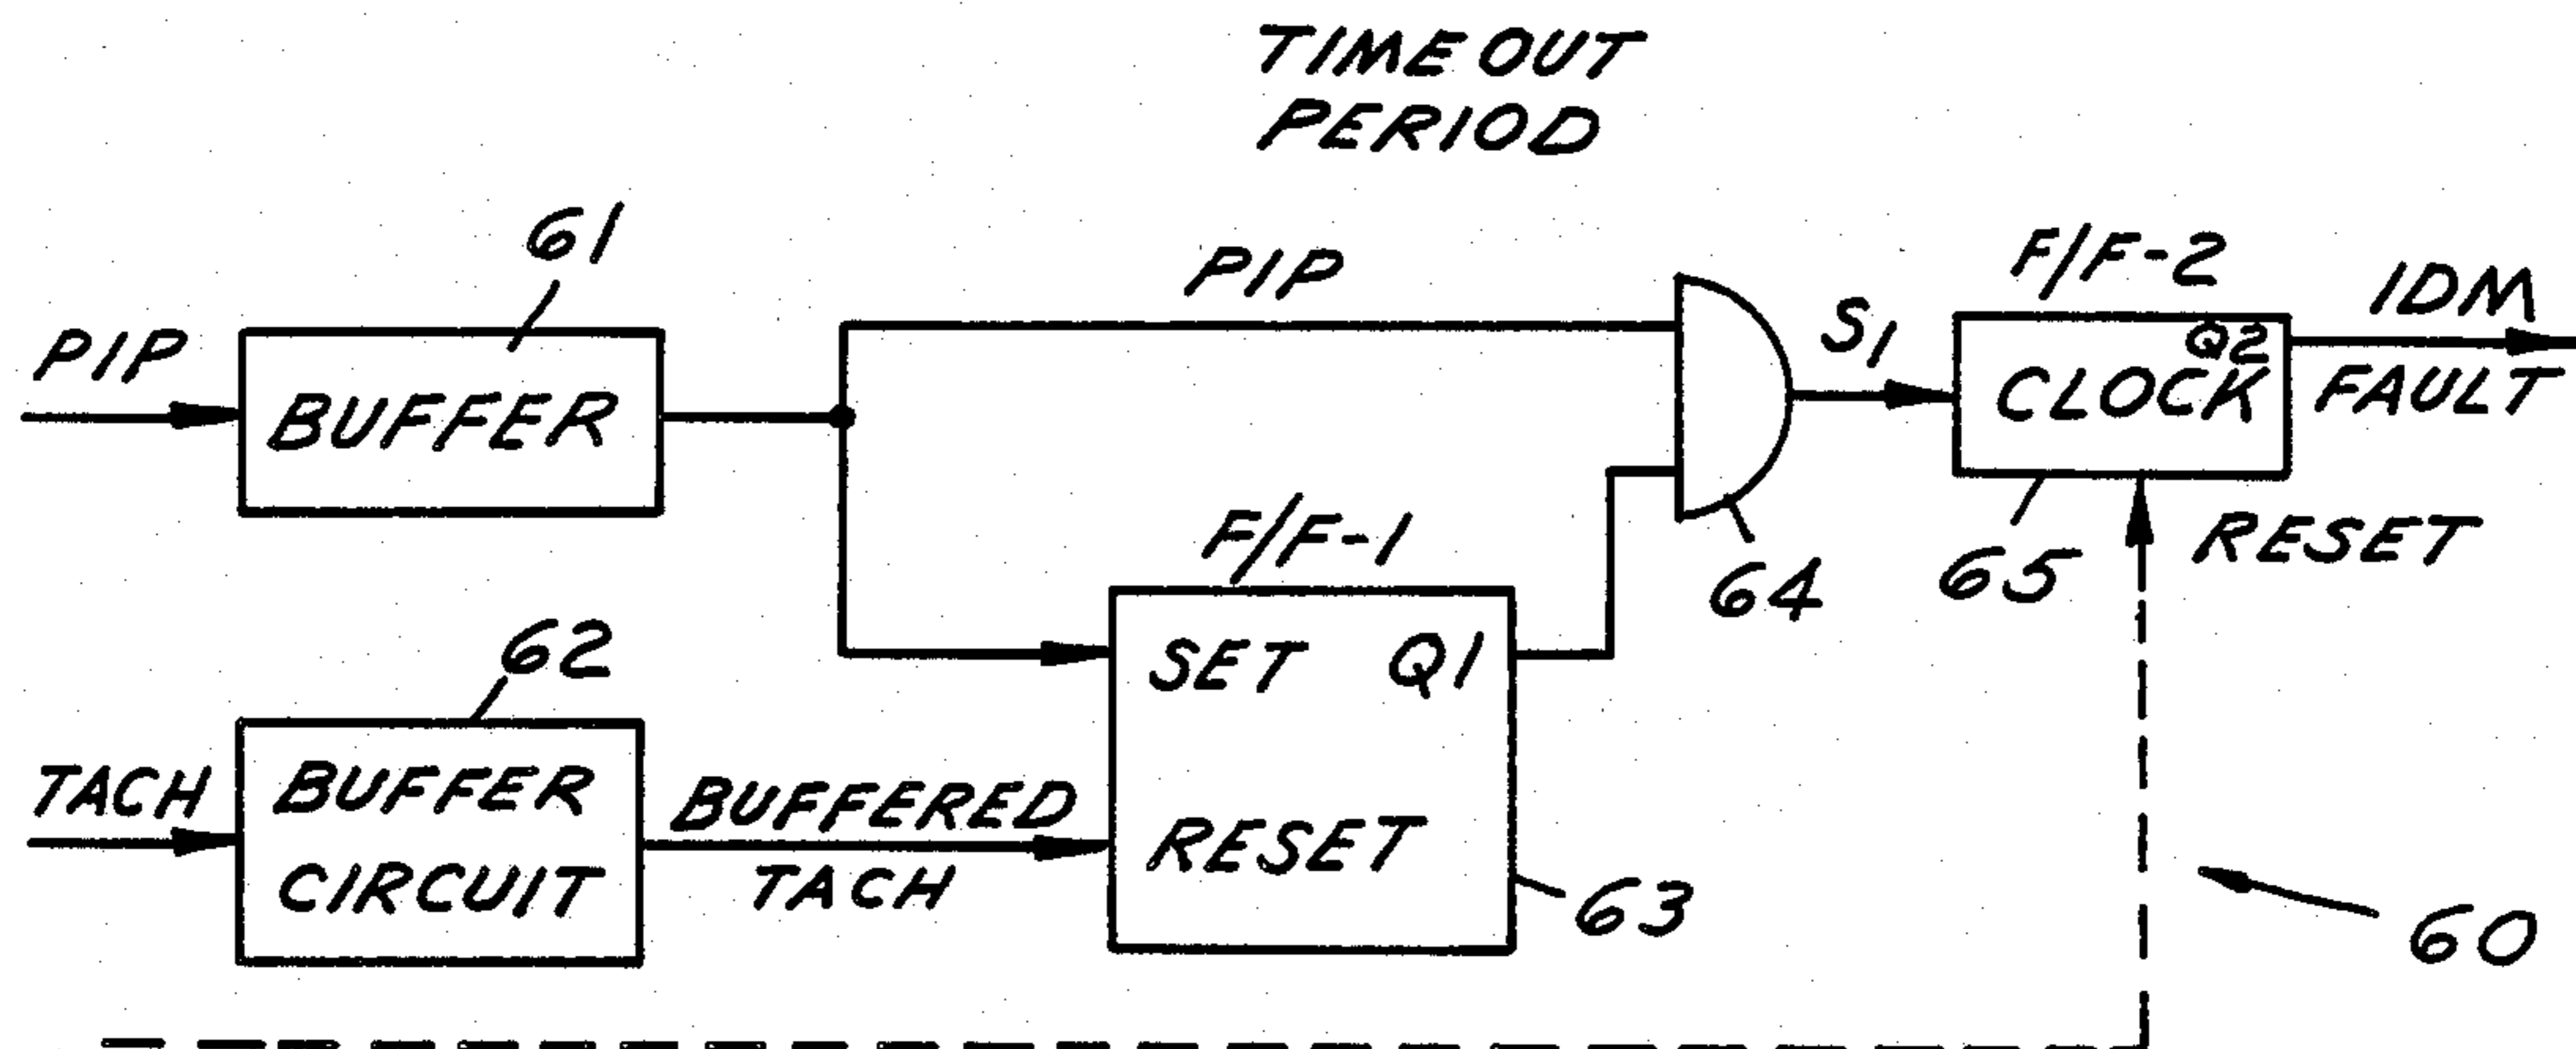 TIME OUT
PERIOD
61
PIP
BUFFER
PIP
S1
F/F-2
Q2
CLOCK
IDM
FAULT
RESET
65
64
F/F-1
SET Q1
RESET
63
62
TACH
BUFFER
CIRCUIT
BUFFERED
TACH
60